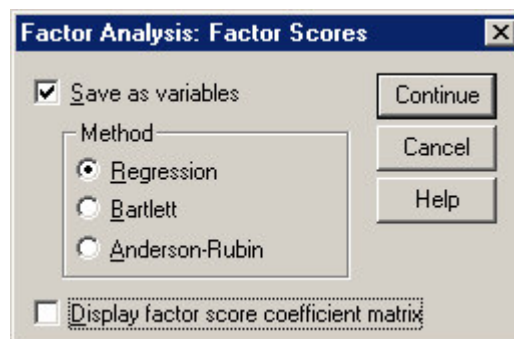 Factor Analysis: Factor Scores
Save as variables
Method
Regression
Bartlett
Anderson-Rubin
Display factor score coefficient matrix
Continue
Cancel
Help